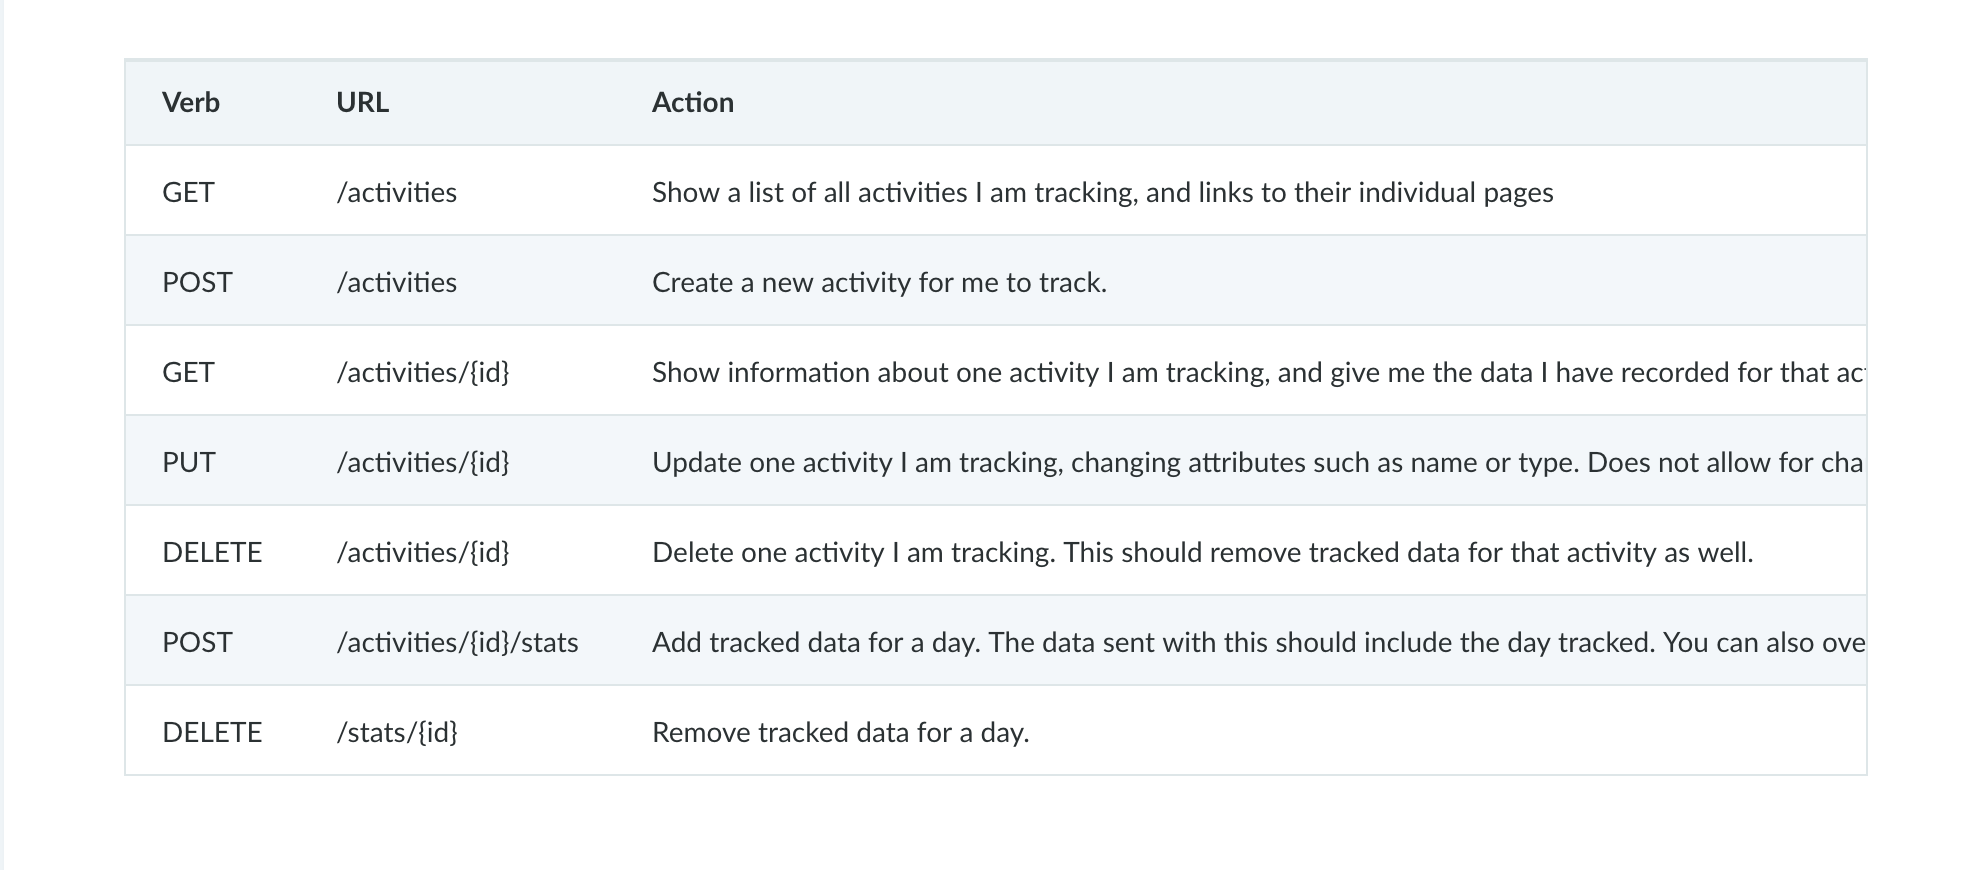 Verb URL Action
GET /activities Show a list of all activities I am tracking, and links to their individual pages
POST /activities Create a new activity for me to track.
GET /activities/{id} Show information about one activity I am tracking, and give me the data I have recorded for that
PUT /activities/{id} Update one activity I am tracking, changing attributes such as name or type. Does not allow for cha
DELETE /activities/{id} Delete one activity I am tracking. This should remove tracked data for that activity as well.
POST /activities/{id}/stats Add tracked data for a day. The data sent with this should include the day tracked. You can also ove
DELETE /stats/{id} Remove tracked data for a day.